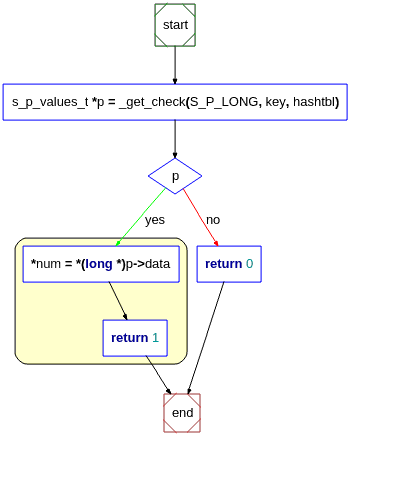 start
s_p_values_t *p = _get_check(S_P_LONG, key, hashtbl)
p
yes
no
*num = *(long *)p->data
return 0
return 1
end